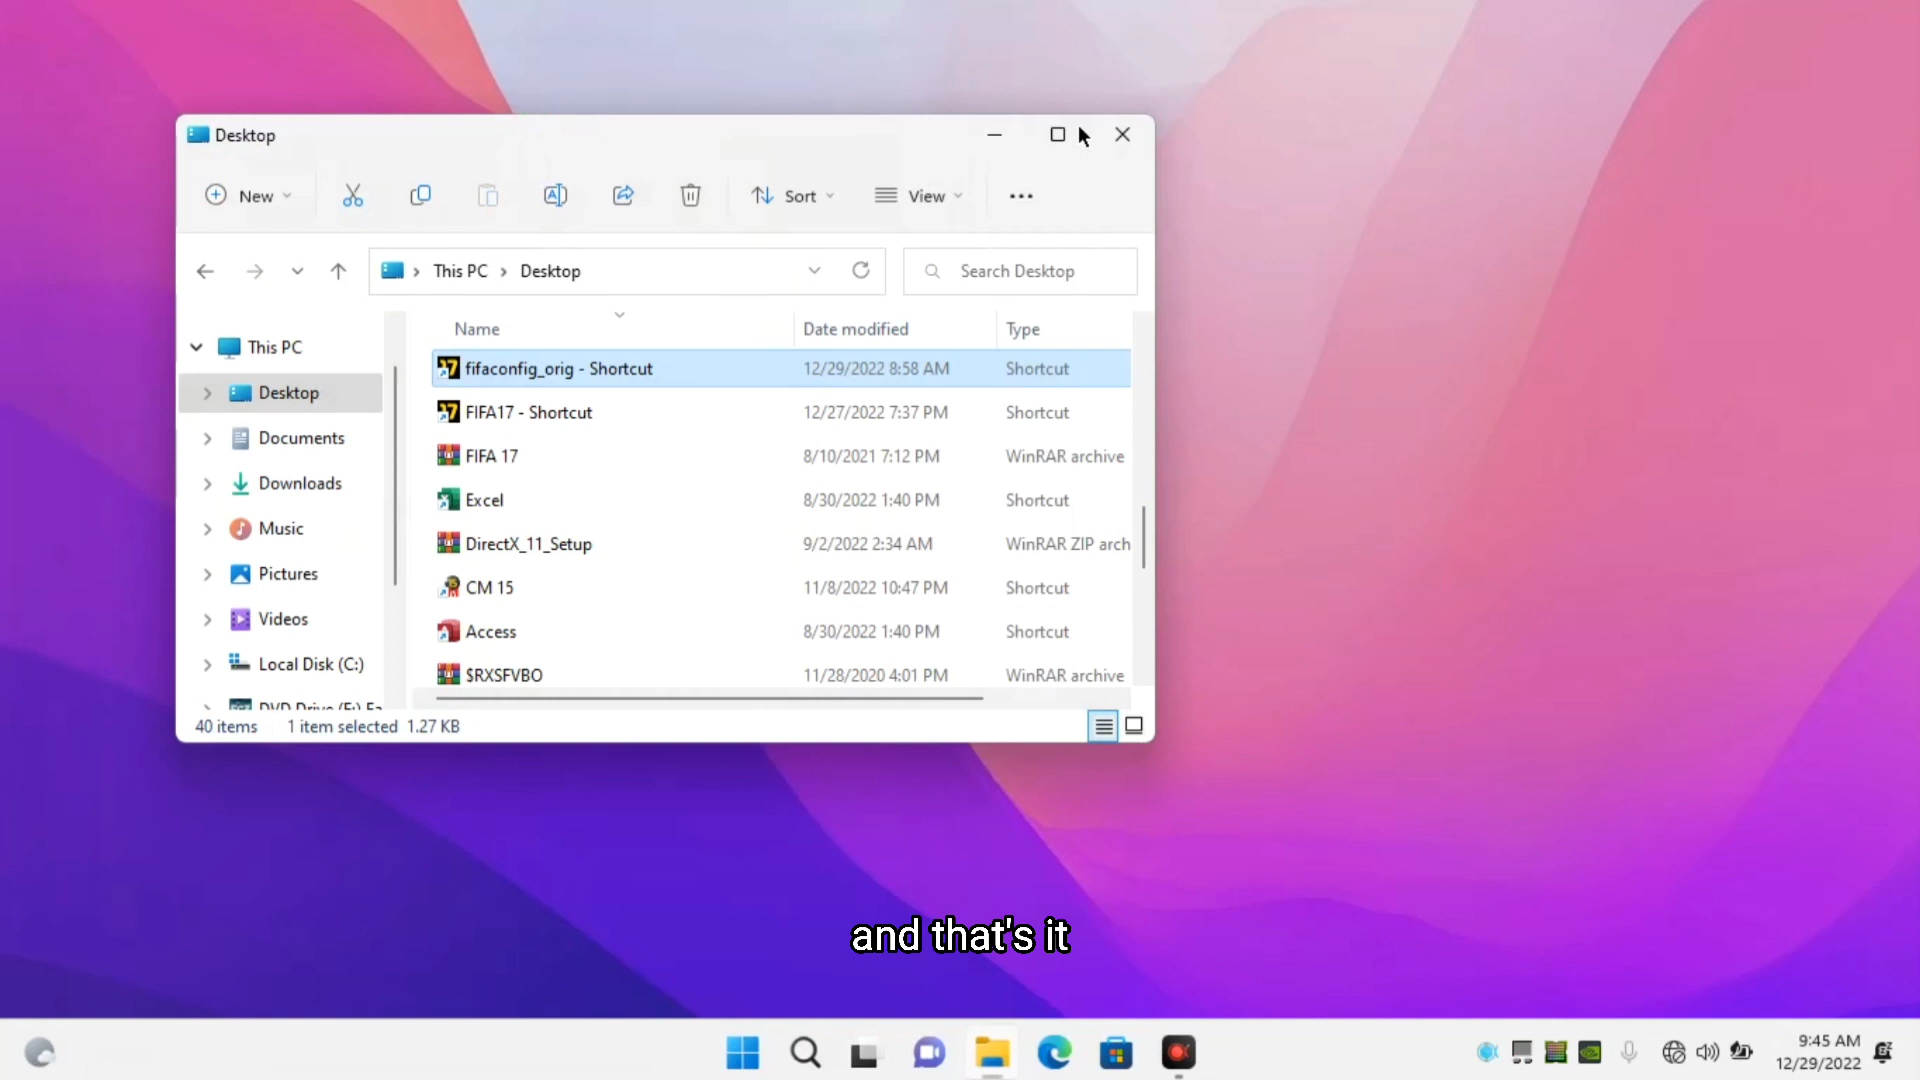 Desktop
New
Sort
View
This PC
Desktop
Search Desktop
Name
Date modified
Type
This PC
Desktop
Documents
Downloads
Music
Pictures
Videos
Local Disk (C:)
fifaconfig_orig - Shortcut 12/29/2022 8:58 AM Shortcut
FIFA17 - Shortcut 12/27/2022 7:37 PM Shortcut
FIFA 17 8/10/2021 7:12 PM WinRAR archive
Excel 8/30/2022 1:40 PM Shortcut
DirectX_11_Setup 9/2/2022 2:34 AM WinRAR ZIP arch
CM 15 11/8/2022 10:47 PM Shortcut
Access 8/30/2022 1:40 PM Shortcut
$RXSFVBO 11/28/2020 4:01 PM WinRAR archive
40 items 1 item selected 1.27 KB
and that's it
9:45 AM
12/29/2022